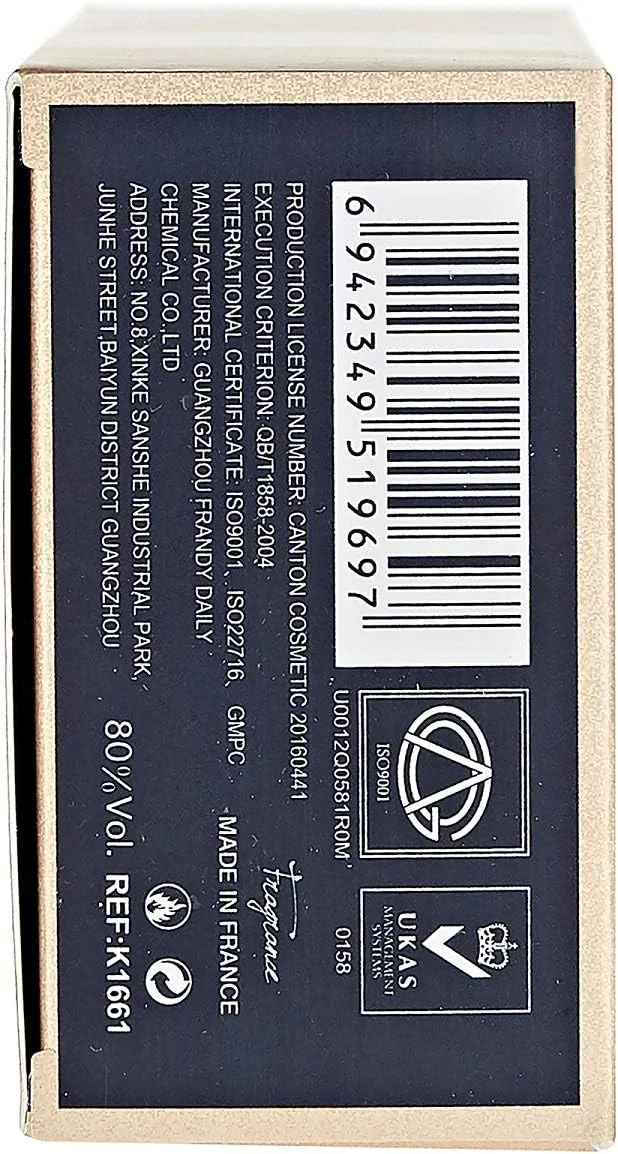 6 942349 519697
PRODUCTION LICENSE NUMBER: CANTON COSMETIC 20160441
EXECUTION CRITERION: QB/T1858-2004
INTERNATIONAL CERTIFICATE: ISO9001、ISO22716、GMPC
MANUFACTURER: GUANGZHOU FRANDY DAILY
CHEMICAL CO.,LTD
ADDRESS: NO.8,XINKE SANSHE INDUSTRIAL PARK,
JUNHE STREET,BAIYUN DISTRICT GUANGZHOU
ISO9001
U0012Q0581R0M
UKAS
MANAGEMENT
SYSTEMS
0158
Fragrance
MADE IN FRANCE
80%Vol. REF:K1661